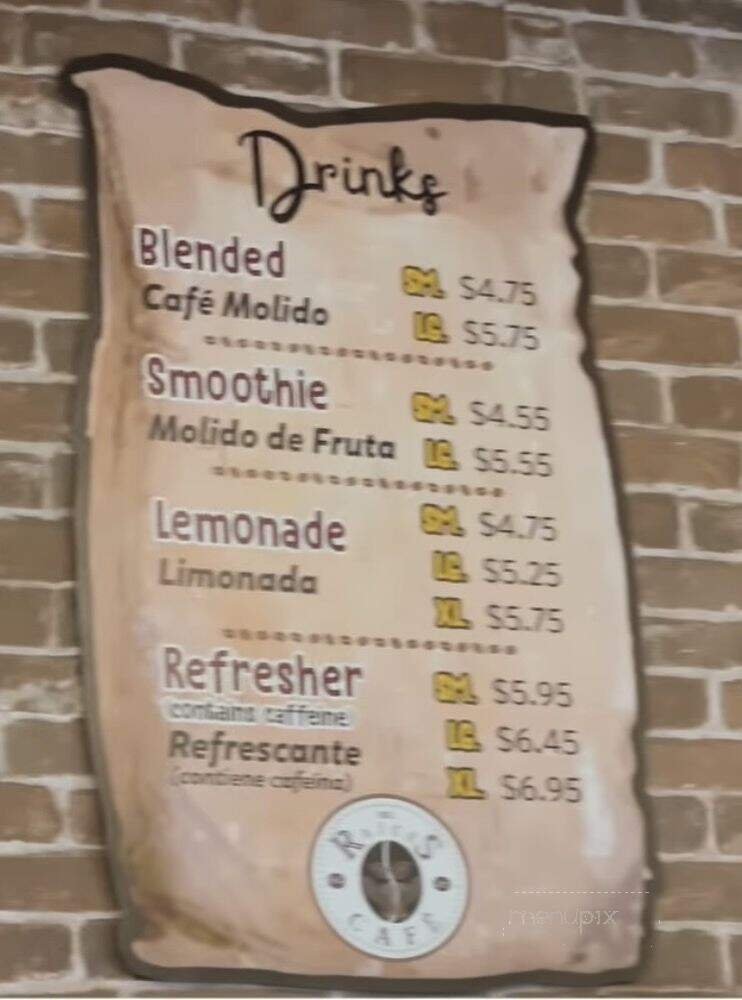 Drinks
Blended SM. $4.75
Café Molido LG. $5.75
Smoothie SM. $4.55
Molido de Fruta LG. $5.55
Lemonade SM. $4.75
Limonada LG. $5.25
XL $5.75
Refresher SM. $5.95
(contains caffeine)
Refrescante LG. $6.45
(contiene cafeína) XL $6.95
CAFE
menupix